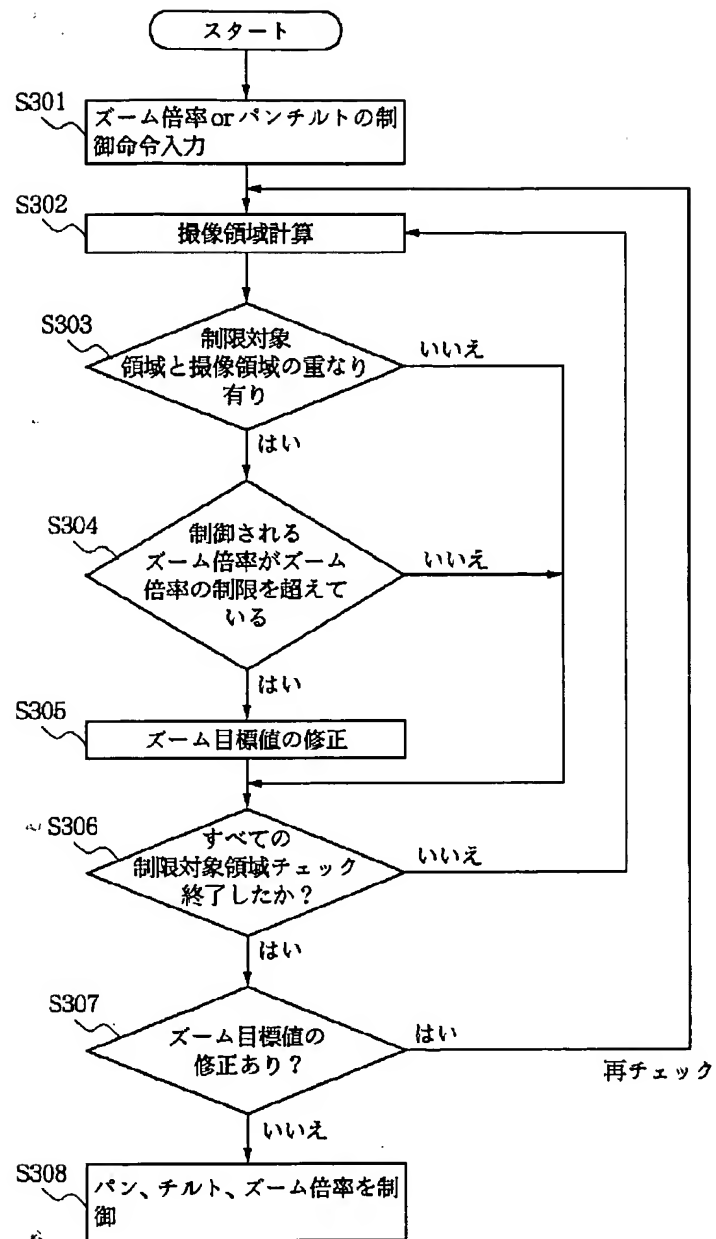 スタート
S301
ズーム倍率orパンチルトの制
御命令入力
S302
撮像領域計算
S303
制限対象
領域と撮像領域の重なり
有り
いいえ
はい
S304
制御される
ズーム倍率がズーム
倍率の制限を超えて
いる
いいえ
はい
S305
ズーム目標値の修正
S306
すべての
制限対象領域チェック
終了したか？
いいえ
はい
S307
ズーム目標値の
修正あり？
はい
再チェック
いいえ
S308
パン、チルト、ズーム倍率を制
御